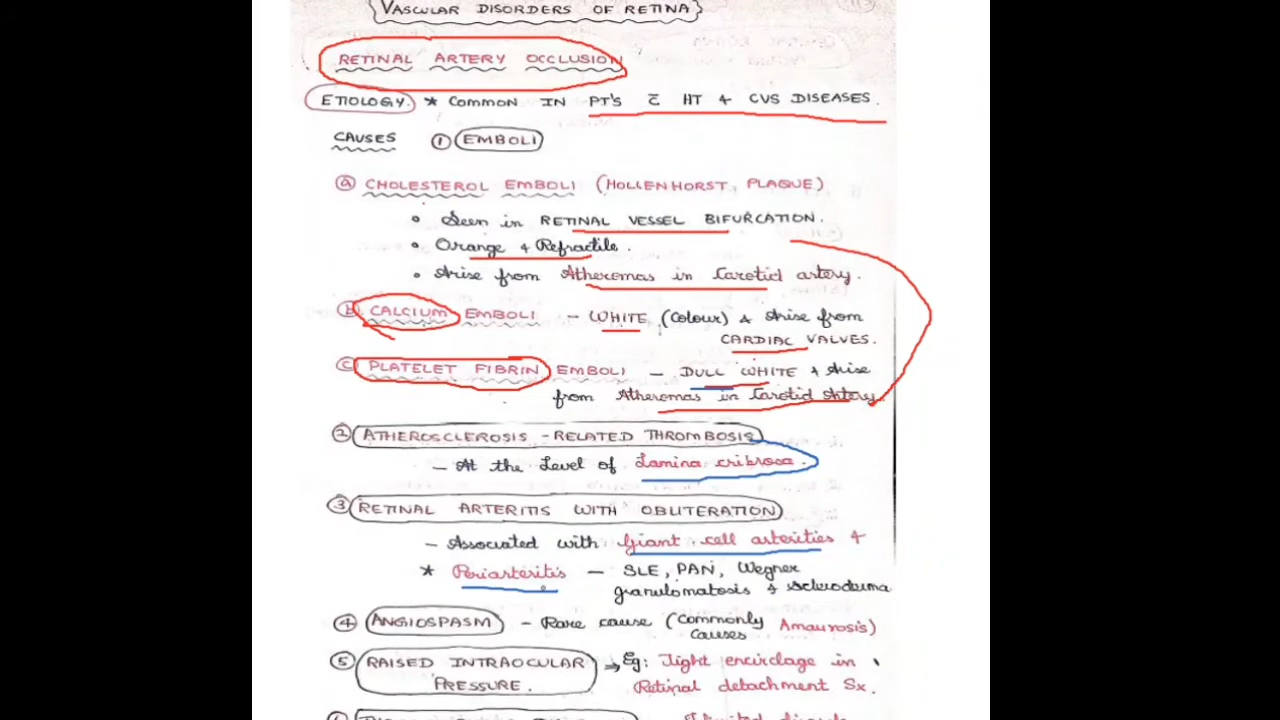 VASCULAR DISORDERS OF RETINA
RETINAL ARTERY OCCLUSION
ETIOLOGY. * COMMON IN PT'S c̄ HT & CVS DISEASES.
CAUSES ① EMBOLI
ⓐ CHOLESTEROL EMBOLI (HOLLENHORST PLAQUE)
• Seen in RETINAL VESSEL BIFURCATION.
• Orange & Refractile.
• Arise from Atheromas in Carotid artery.
ⓑ CALCIUM EMBOLI - WHITE (Colour) & Arise from
CARDIAC VALVES.
ⓒ PLATELET FIBRIN EMBOLI - DULL WHITE & Arise
from Atheromas in Carotid Artery.
② ATHEROSCLEROSIS - RELATED THROMBOSIS
- At the Level of Lamina cribrosa.
③ RETINAL ARTERITIS WITH OBLITERATION
- Associated with Giant cell arterities &
* Periarteritis - SLE, PAN, Wegner
granulomatosis & Scleroderma
④ ANGIOSPASM - Rare cause (Commonly Amaurosis)
causes
⑤ RAISED INTRAOCULAR → Eg: Tight encirclage in
PRESSURE. Retinal detachment Sx.